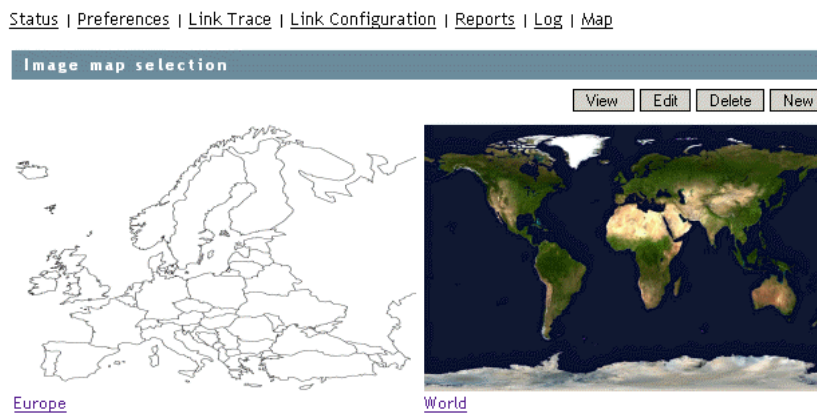 Status | Preferences | Link Trace | Link Configuration | Reports | Log | Map
Image map selection
View Edit Delete New
Europe World